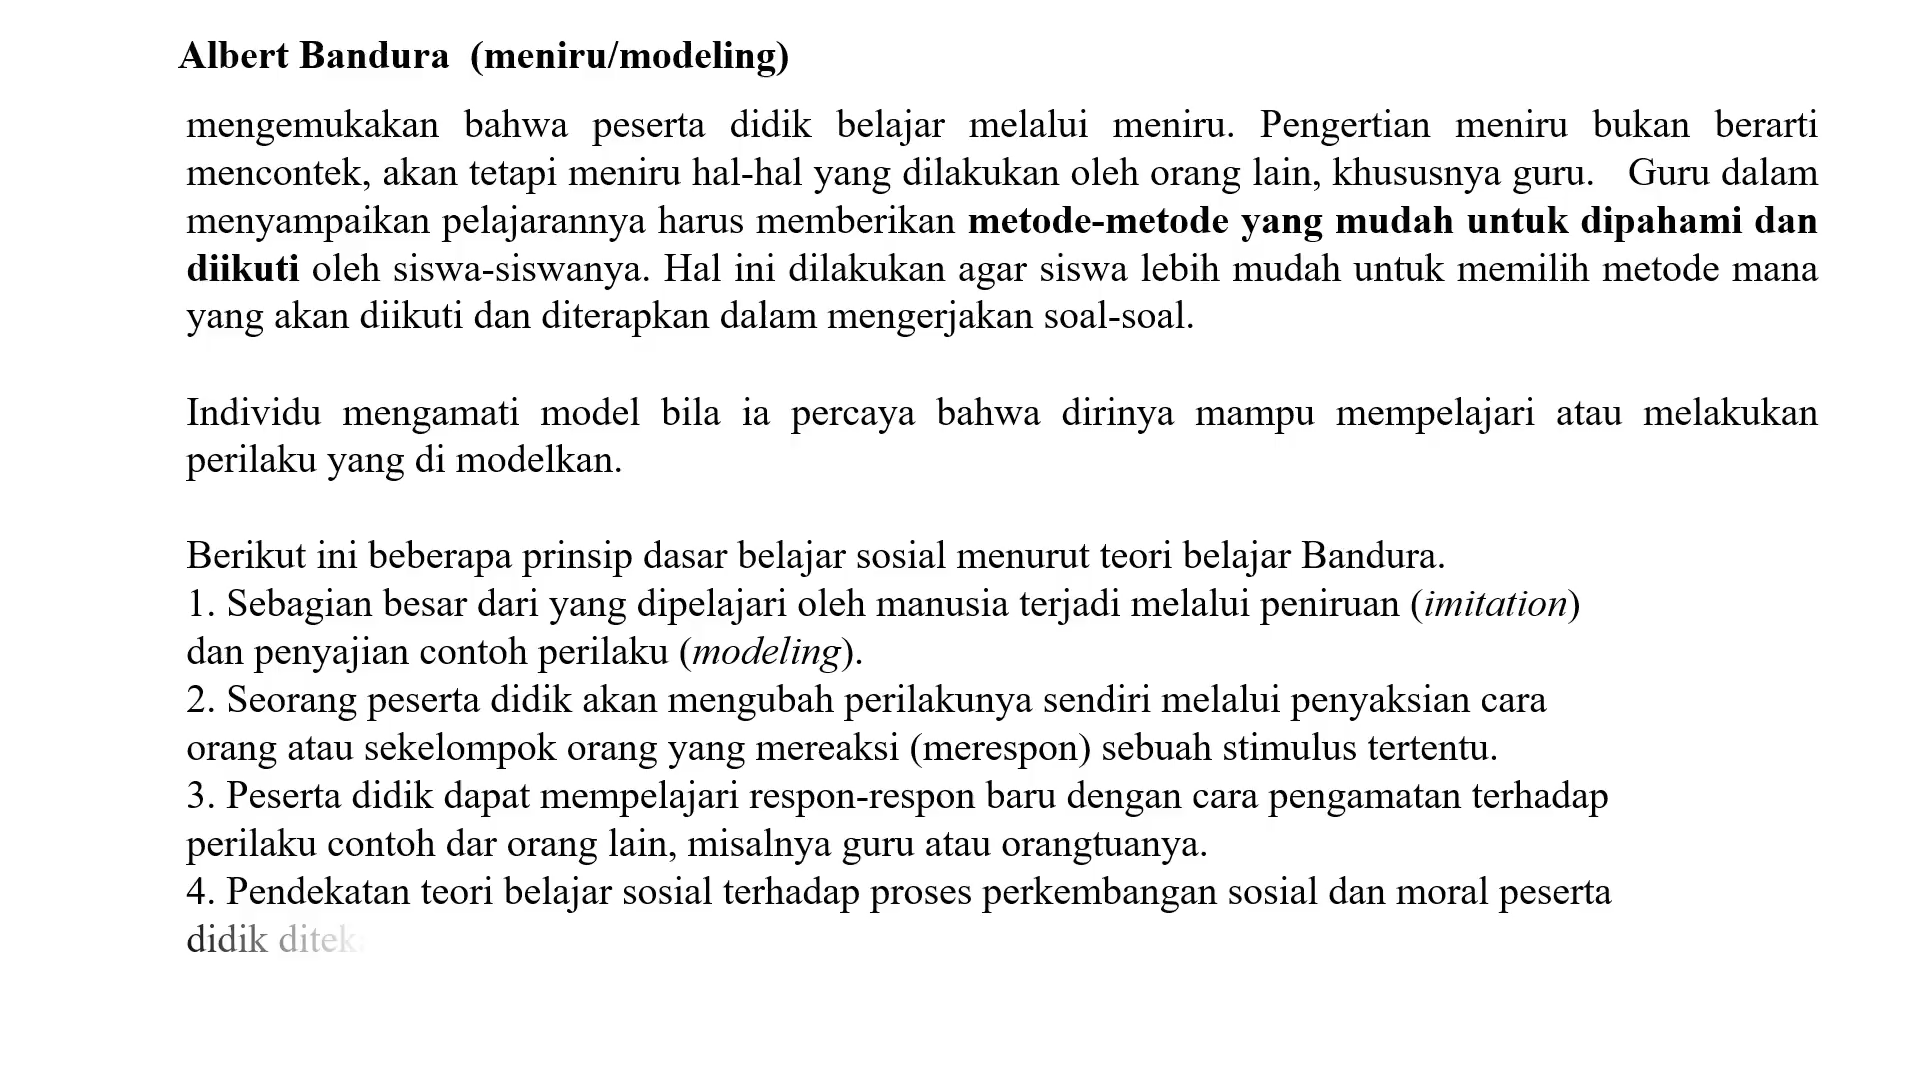 Albert Bandura (meniru/modeling)
mengemukakan bahwa peserta didik belajar melalui meniru. Pengertian meniru bukan berarti
mencontek, akan tetapi meniru hal-hal yang dilakukan oleh orang lain, khususnya guru. Guru dalam
menyampaikan pelajarannya harus memberikan metode-metode yang mudah untuk dipahami dan
diikuti oleh siswa-siswanya. Hal ini dilakukan agar siswa lebih mudah untuk memilih metode mana
yang akan diikuti dan diterapkan dalam mengerjakan soal-soal.
Individu mengamati model bila ia percaya bahwa dirinya mampu mempelajari atau melakukan
perilaku yang di modelkan.
Berikut ini beberapa prinsip dasar belajar sosial menurut teori belajar Bandura.
1. Sebagian besar dari yang dipelajari oleh manusia terjadi melalui peniruan (imitation)
dan penyajian contoh perilaku (modeling).
2. Seorang peserta didik akan mengubah perilakunya sendiri melalui penyaksian cara
orang atau sekelompok orang yang mereaksi (merespon) sebuah stimulus tertentu.
3. Peserta didik dapat mempelajari respon-respon baru dengan cara pengamatan terhadap
perilaku contoh dar orang lain, misalnya guru atau orangtuanya.
4. Pendekatan teori belajar sosial terhadap proses perkembangan sosial dan moral peserta
didik